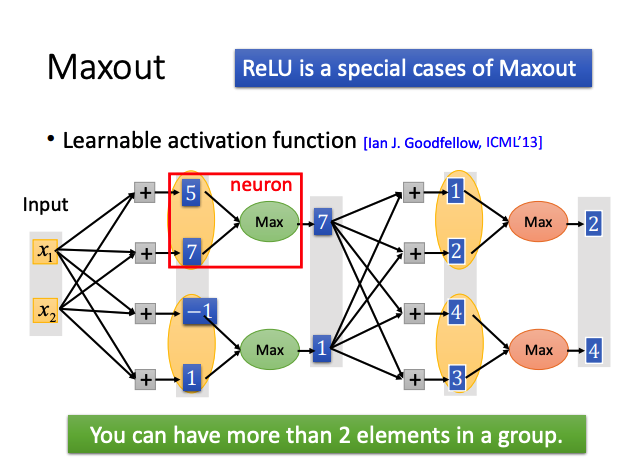 Maxout
ReLU is a special cases of Maxout
• Learnable activation function [Ian J. Goodfellow, ICML’13]
neuron
Input
x1
x2
+
+
+
+
5
7
−1
1
Max
Max
7
1
+
+
+
+
1
2
4
3
Max
Max
2
4
You can have more than 2 elements in a group.